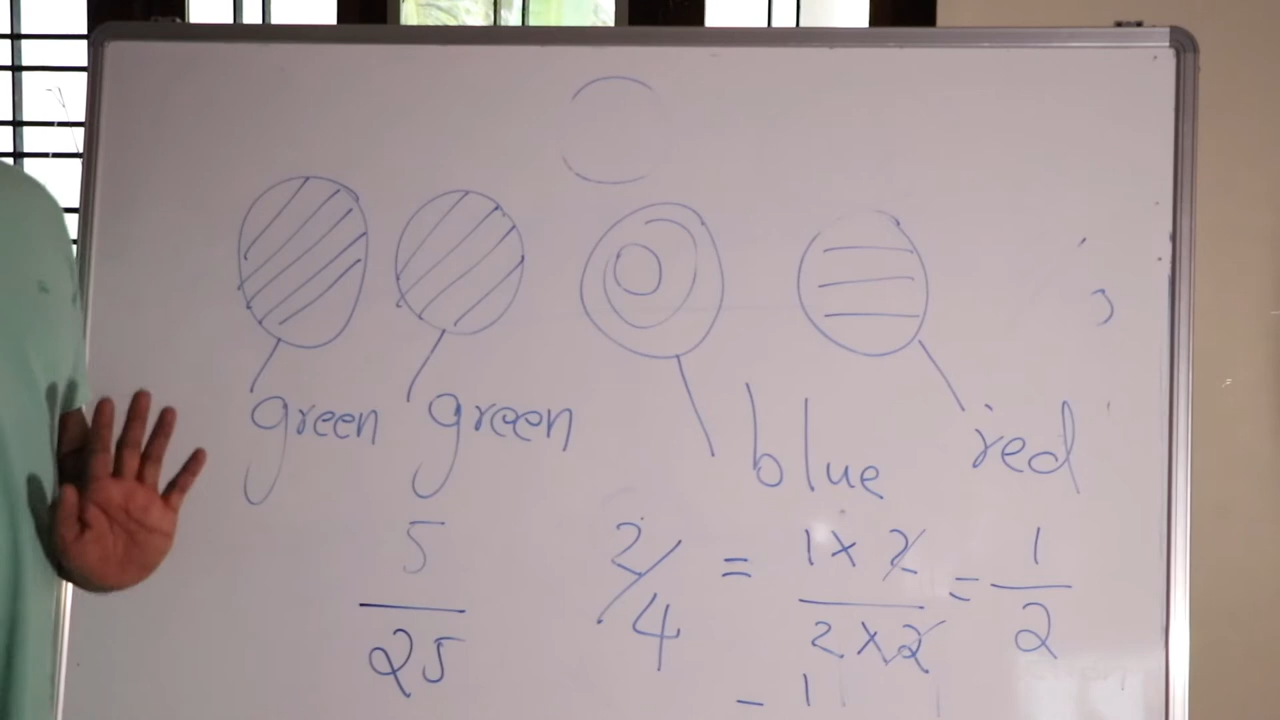 green green blue red
5/25 2/4 = 1×2/2×2 = 1/2